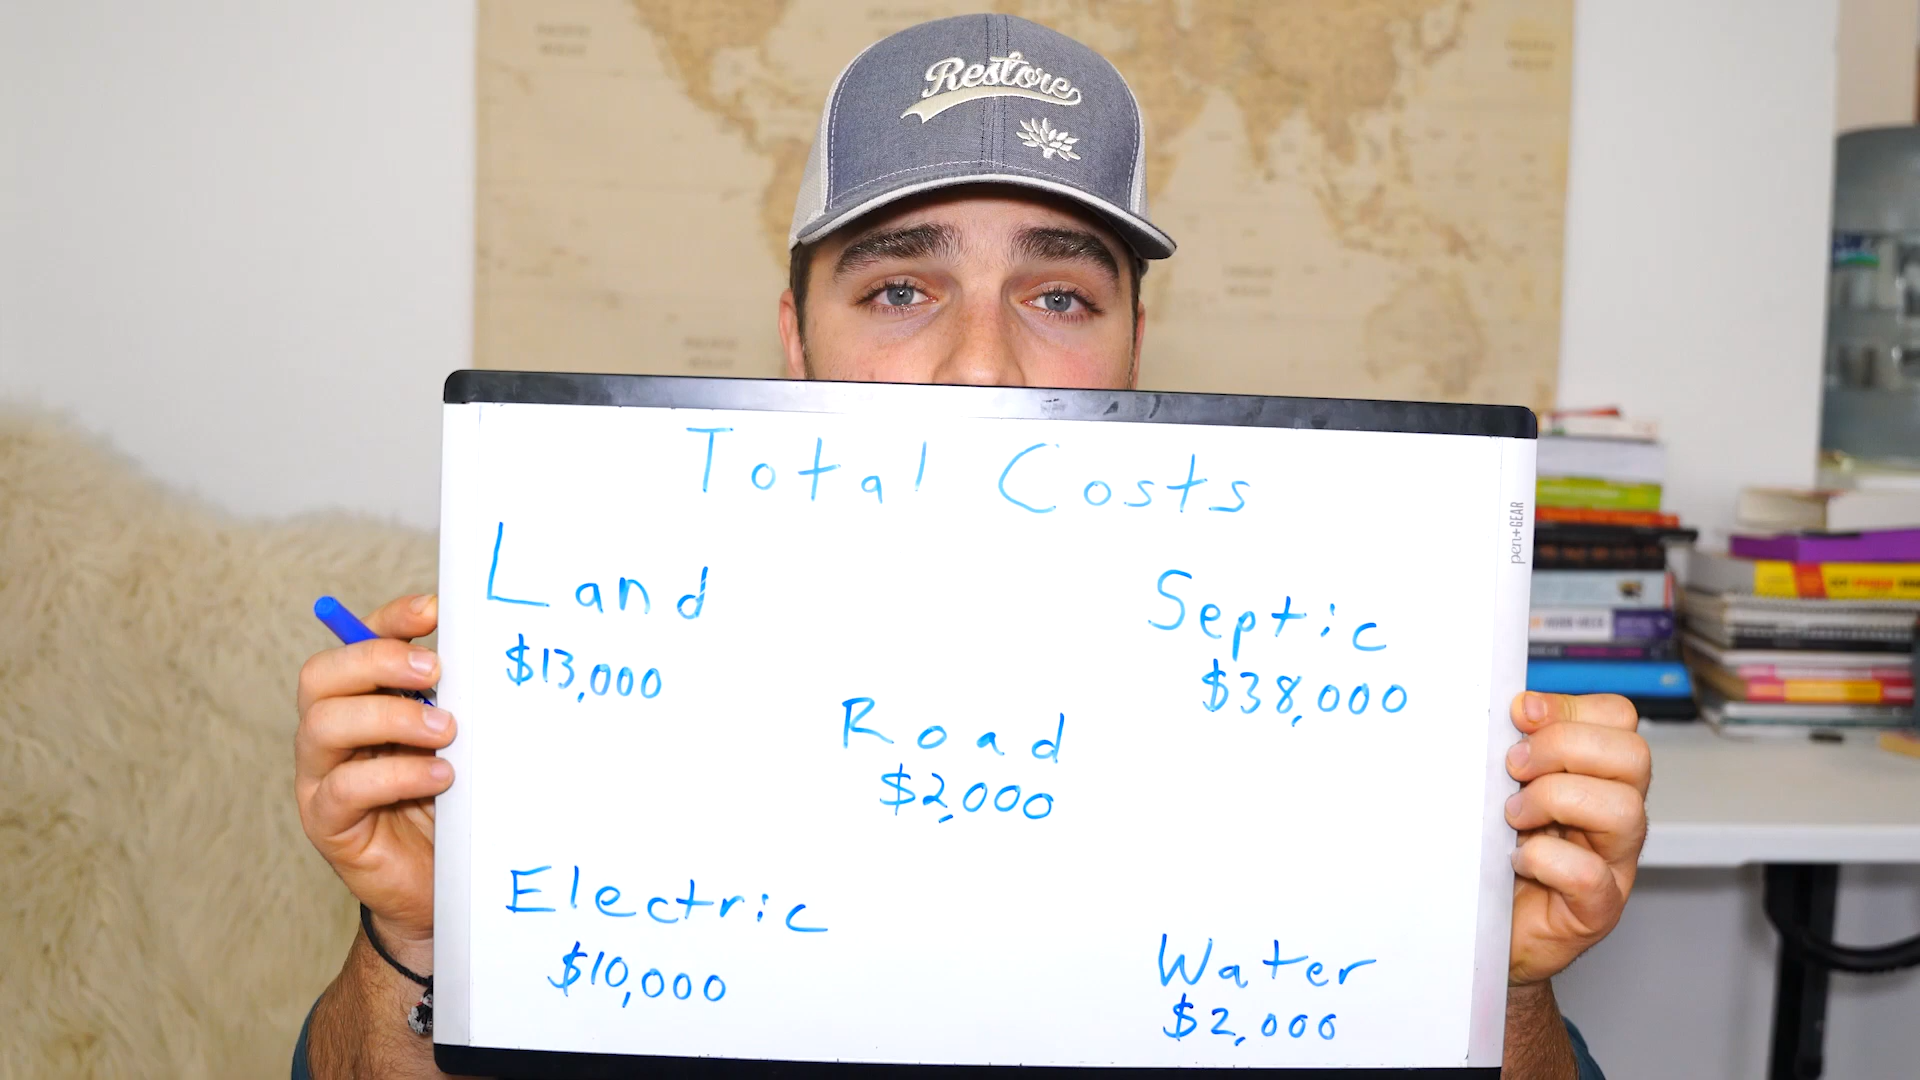 Restore
Total Costs
Land
$13,000
Septic
$38,000
Road
$2,000
Electric
$10,000
Water
$2,000
pen+GEAR